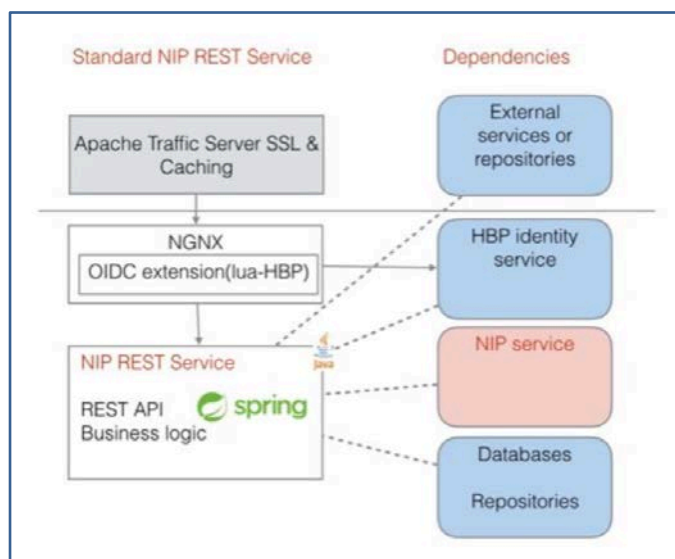 Standard NIP REST Service
Dependencies
Apache Traffic Server SSL &
Caching
External
services or
repositories
NGNX
OIDC extension(lua-HBP)
HBP identity
service
NIP REST Service
Java
REST API
spring
Business logic
NIP service
Databases
Repositories